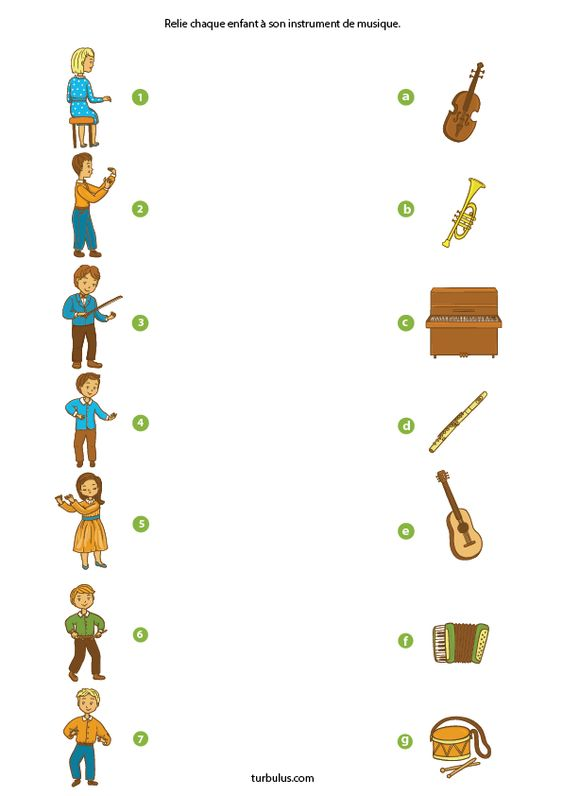 Relie chaque enfant à son instrument de musique.
1 a
2 b
3 c
4 d
5 e
6 f
7 g
turbulus.com